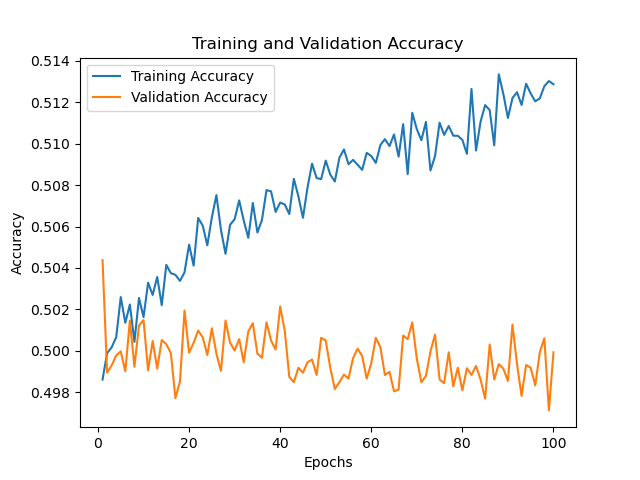 Training and Validation Accuracy
Training Accuracy
Validation Accuracy
0.514
0.512
0.510
0.508
0.506
0.504
0.502
0.500
0.498
Accuracy
0 20 40 60 80 100
Epochs